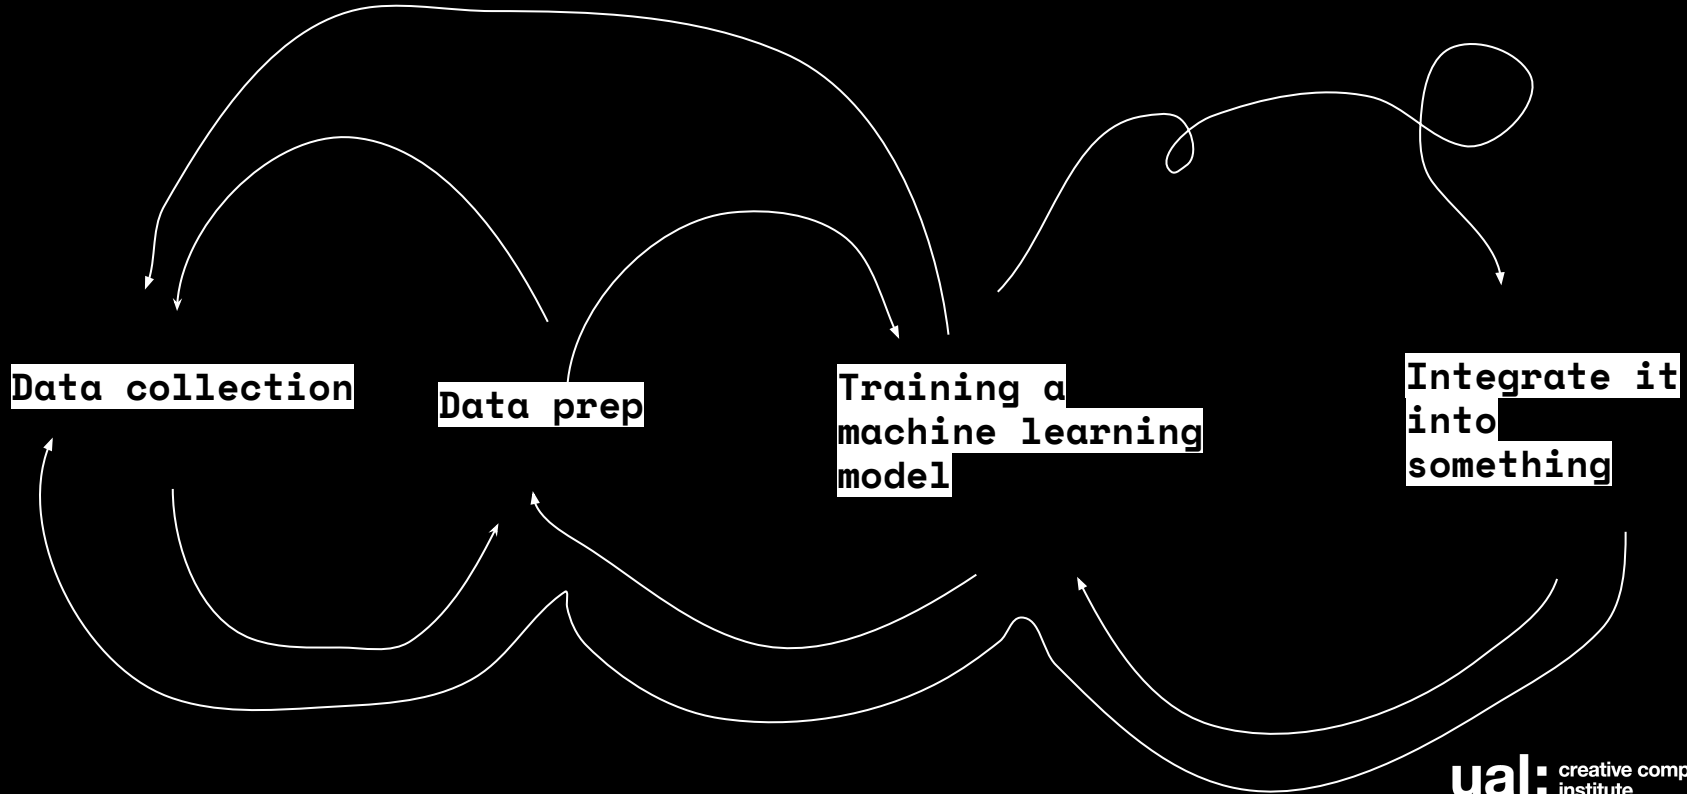 Data collection
Data prep
Training a
machine learning
model
Integrate it
into
something
ual:
creative comp
institute